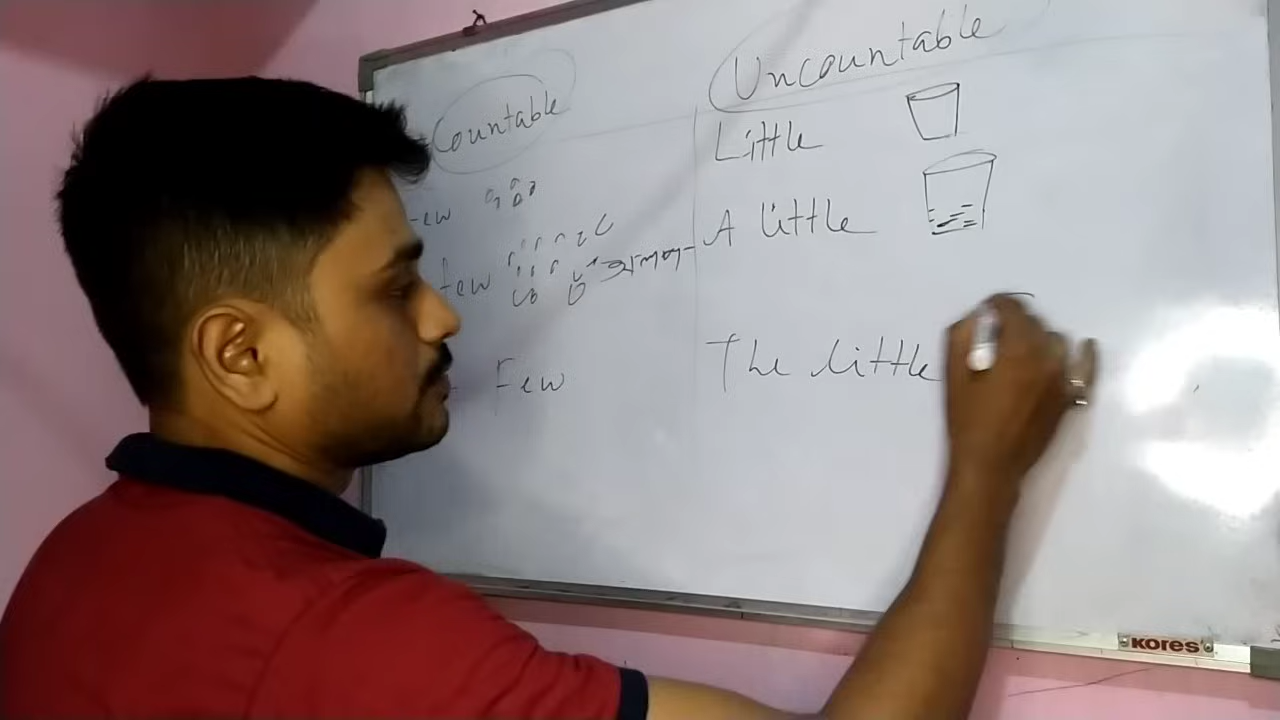 Countable
Uncountable
Little
few
A little
Few
The little
KORES